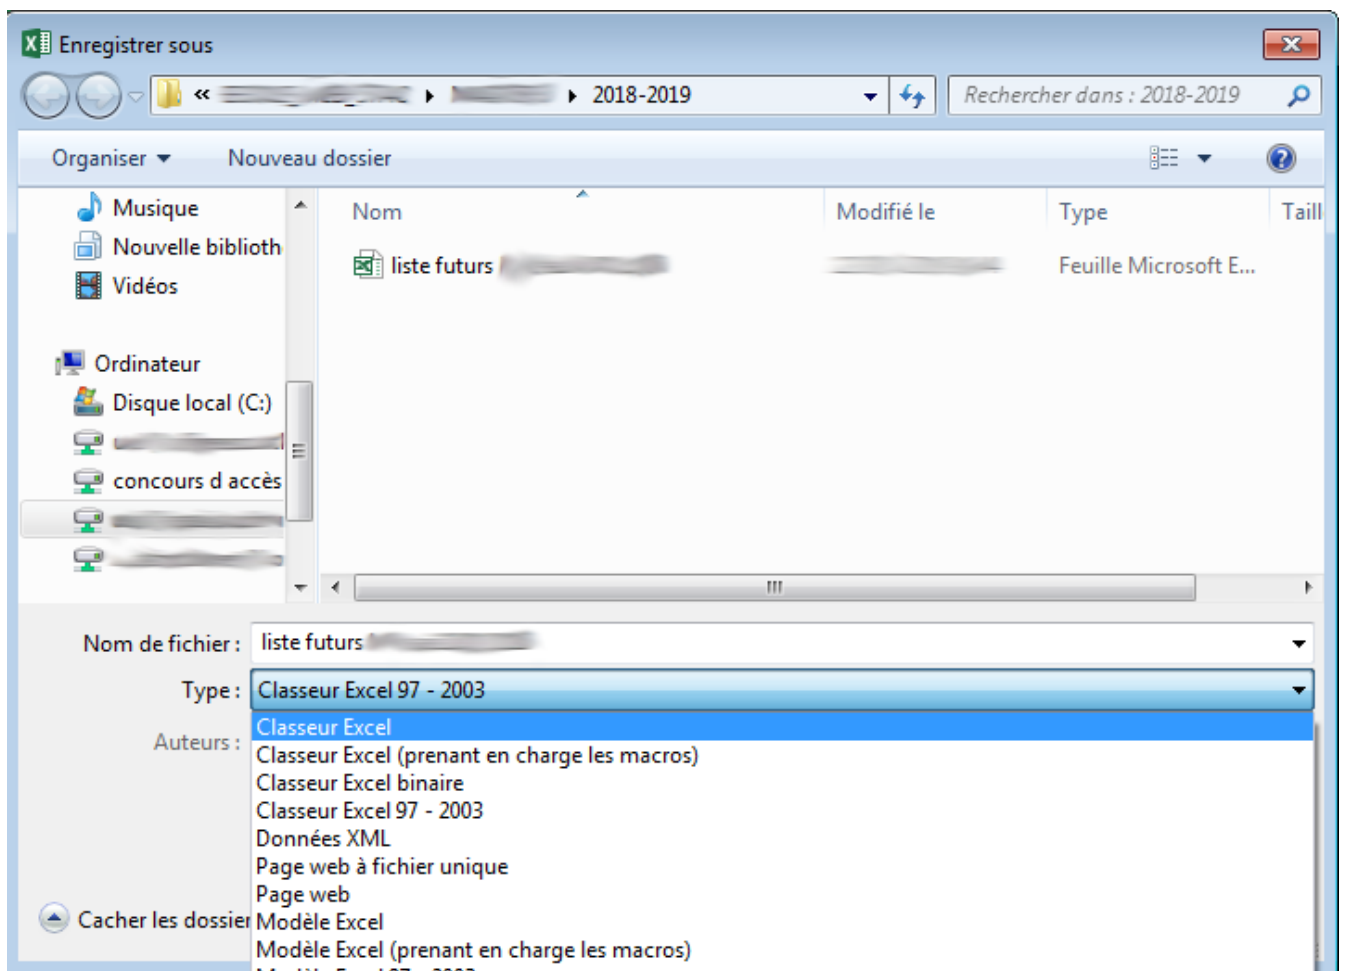 Enregistrer sous
« 2018-2019
Rechercher dans : 2018-2019
Organiser
Nouveau dossier
Musique
Nouvelle biblioth
Vidéos
Ordinateur
Disque local (C:)
concours d accès
Nom
Modifié le
Type
Taill
liste futurs
Feuille Microsoft E...
Nom de fichier :
liste futurs
Type :
Classeur Excel 97 - 2003
Auteurs :
Classeur Excel
Classeur Excel (prenant en charge les macros)
Classeur Excel binaire
Classeur Excel 97 - 2003
Données XML
Page web à fichier unique
Page web
Modèle Excel
Modèle Excel (prenant en charge les macros)
Cacher les dossier